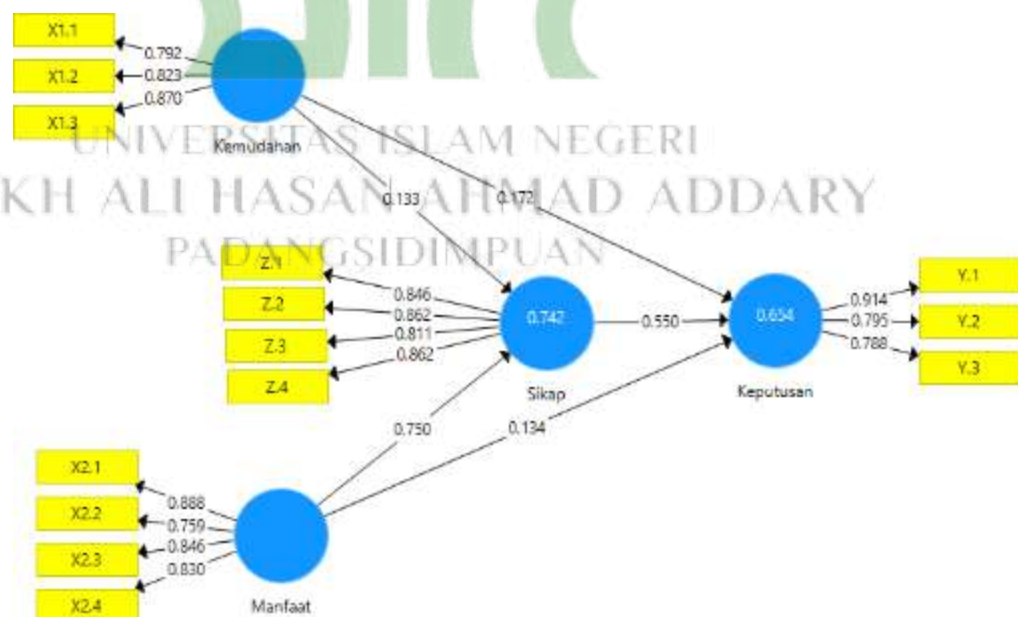 X1.1
0.792
X1.2
0.823
X1.3
0.870
UNIVERSITAS ISLAM NEGERI
Kemudahan
KH ALI HASAN AHMAD ADDARY
0.133
0.172
PADANGSIDIMPUAN
Z.1
0.846
Z.2
0.862
Z.3
0.811
Z.4
0.862
0.742
Sikap
0.550
0.654
Keputusan
0.914
Y.1
0.795
Y.2
0.788
Y.3
0.750
0.134
X2.1
0.888
X2.2
0.759
X2.3
0.846
X2.4
0.830
Manfaat